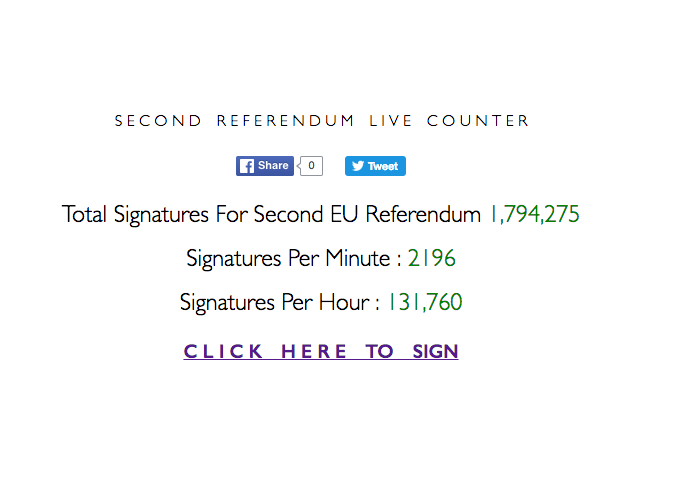 SECOND REFERENDUM LIVE COUNTER
Share 0 Tweet
Total Signatures For Second EU Referendum 1,794,275
Signatures Per Minute : 2196
Signatures Per Hour : 131,760
CLICK HERE TO SIGN